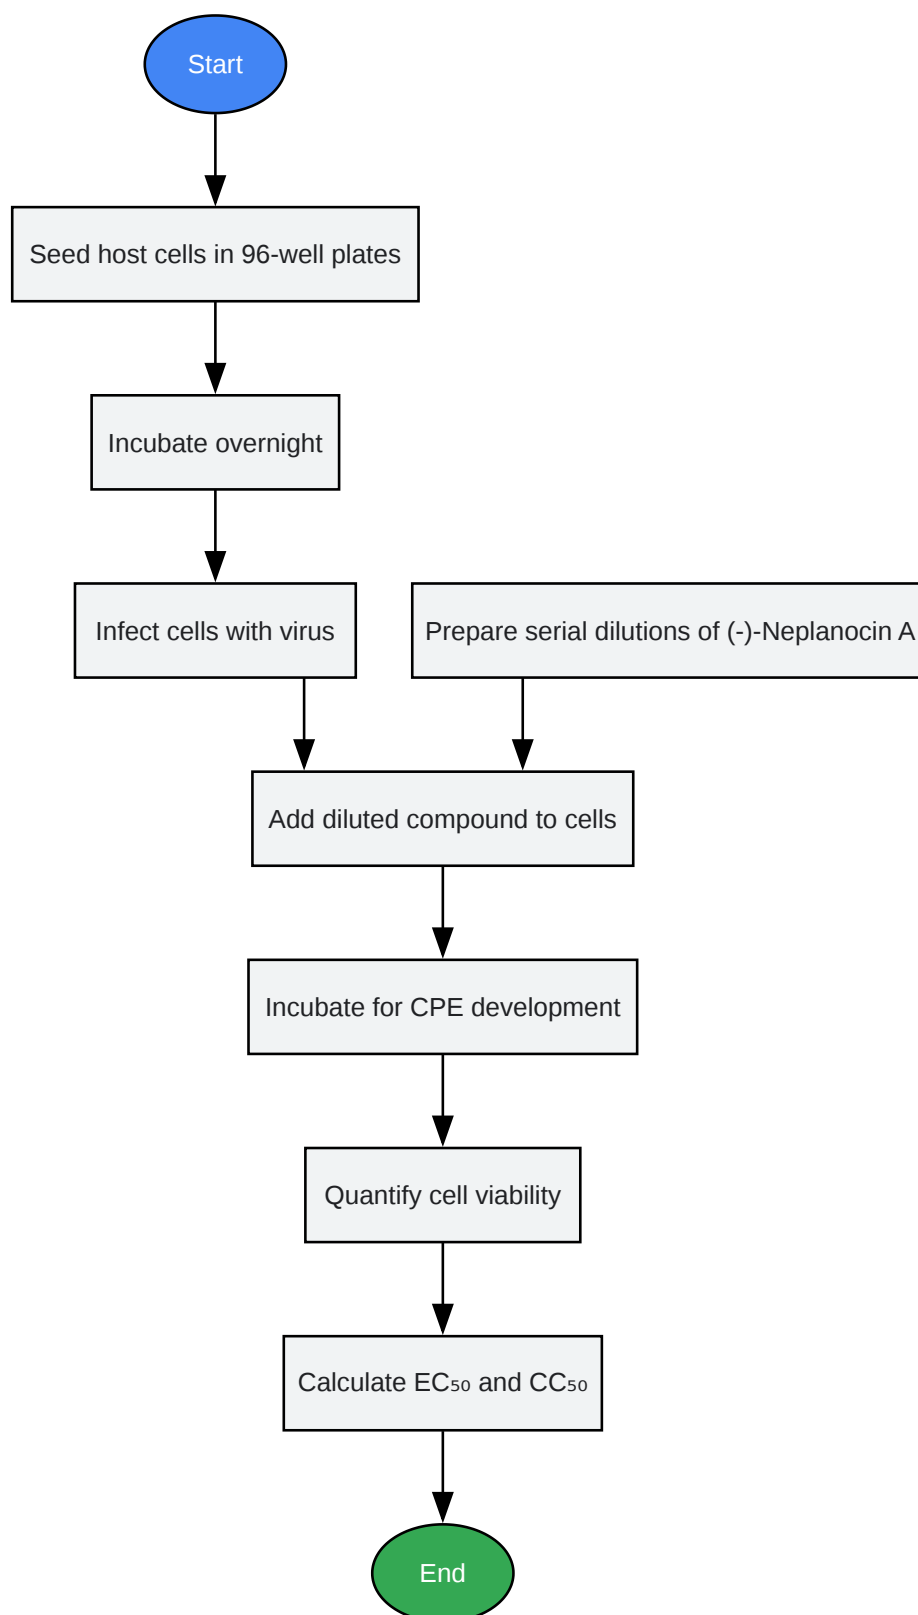 Start
Seed host cells in 96-well plates
Incubate overnight
Infect cells with virus
Prepare serial dilutions of (-)-Neplanocin A
Add diluted compound to cells
Incubate for CPE development
Quantify cell viability
Calculate EC₅₀ and CC₅₀
End